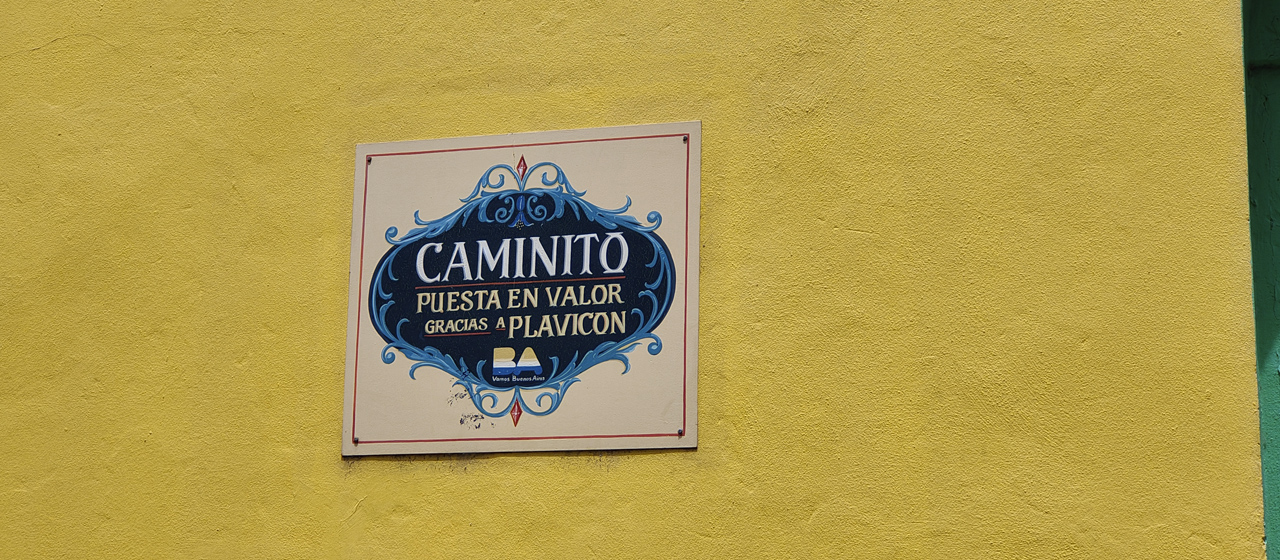 CAMINITO
PUESTA EN VALOR
GRACIAS A PLAVICON
BA
Vamos Buenos Aires